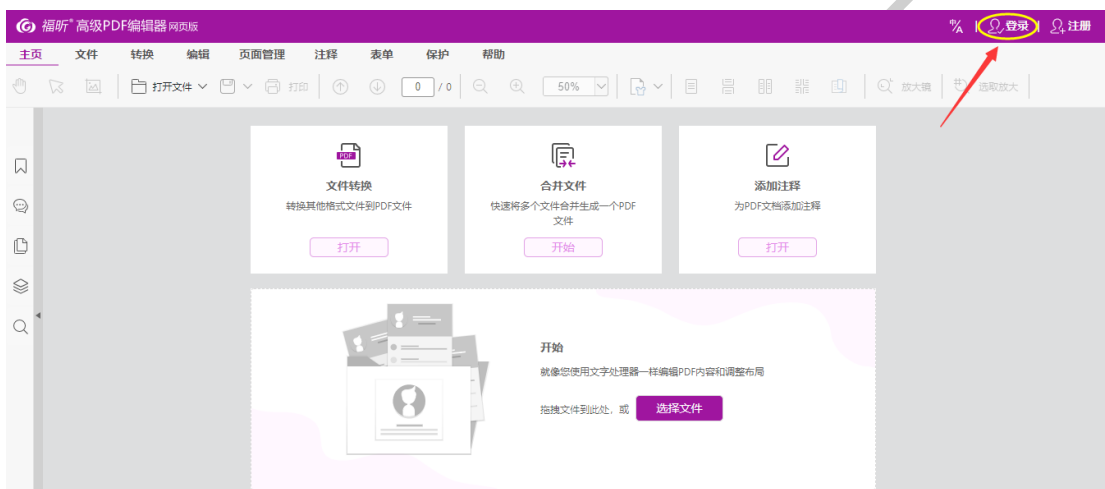 福昕®高级PDF编辑器 网页版
登录
注册
主页 文件 转换 编辑 页面管理 注释 表单 保护 帮助
打开文件 打印 0 / 0 50% 放大镜 选取放大
PDF
文件转换
转换其他格式文件到PDF文件
打开
合并文件
快速将多个文件合并生成一个PDF
文件
开始
添加注释
为PDF文档添加注释
打开
开始
就像您使用文字处理器一样编辑PDF内容和调整布局
拖拽文件到此处，或 选择文件